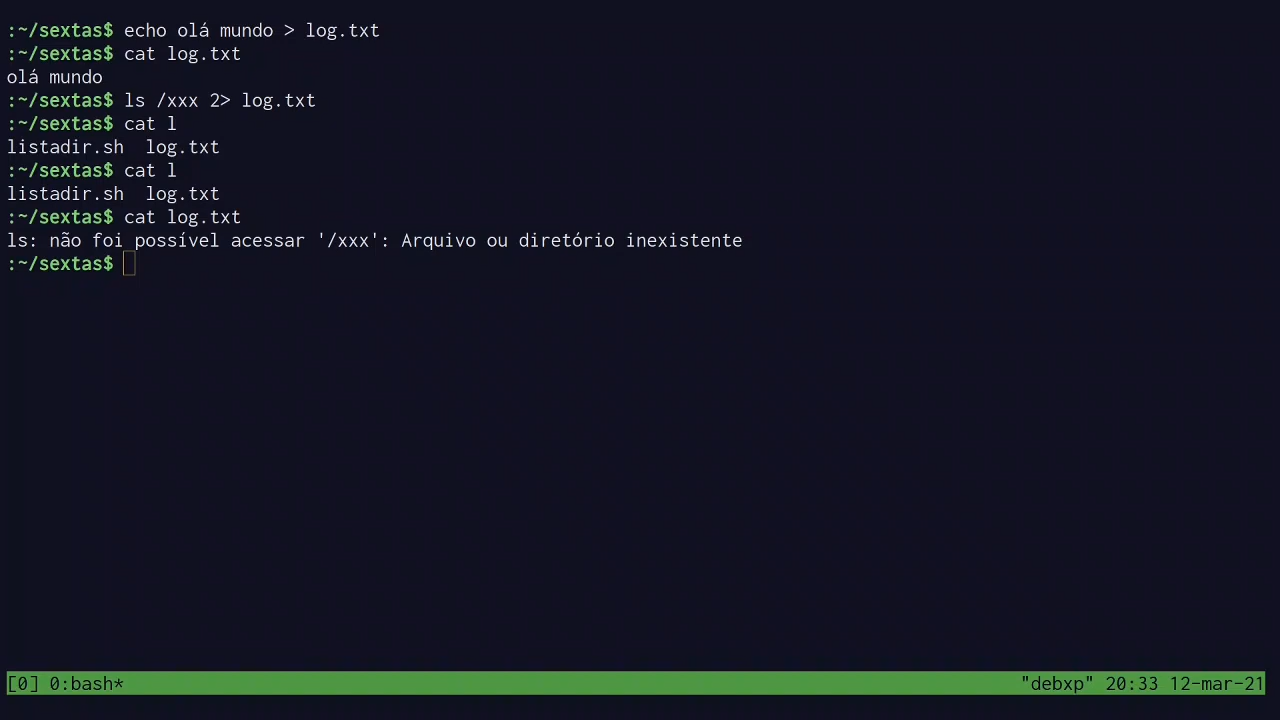 :~/sextas$ echo olá mundo > log.txt
:~/sextas$ cat log.txt
olá mundo
:~/sextas$ ls /xxx 2> log.txt
:~/sextas$ cat l
listadir.sh  log.txt
:~/sextas$ cat l
listadir.sh  log.txt
:~/sextas$ cat log.txt
ls: não foi possível acessar '/xxx': Arquivo ou diretório inexistente
:~/sextas$
[0] 0:bash* "debxp" 20:33 12-mar-21